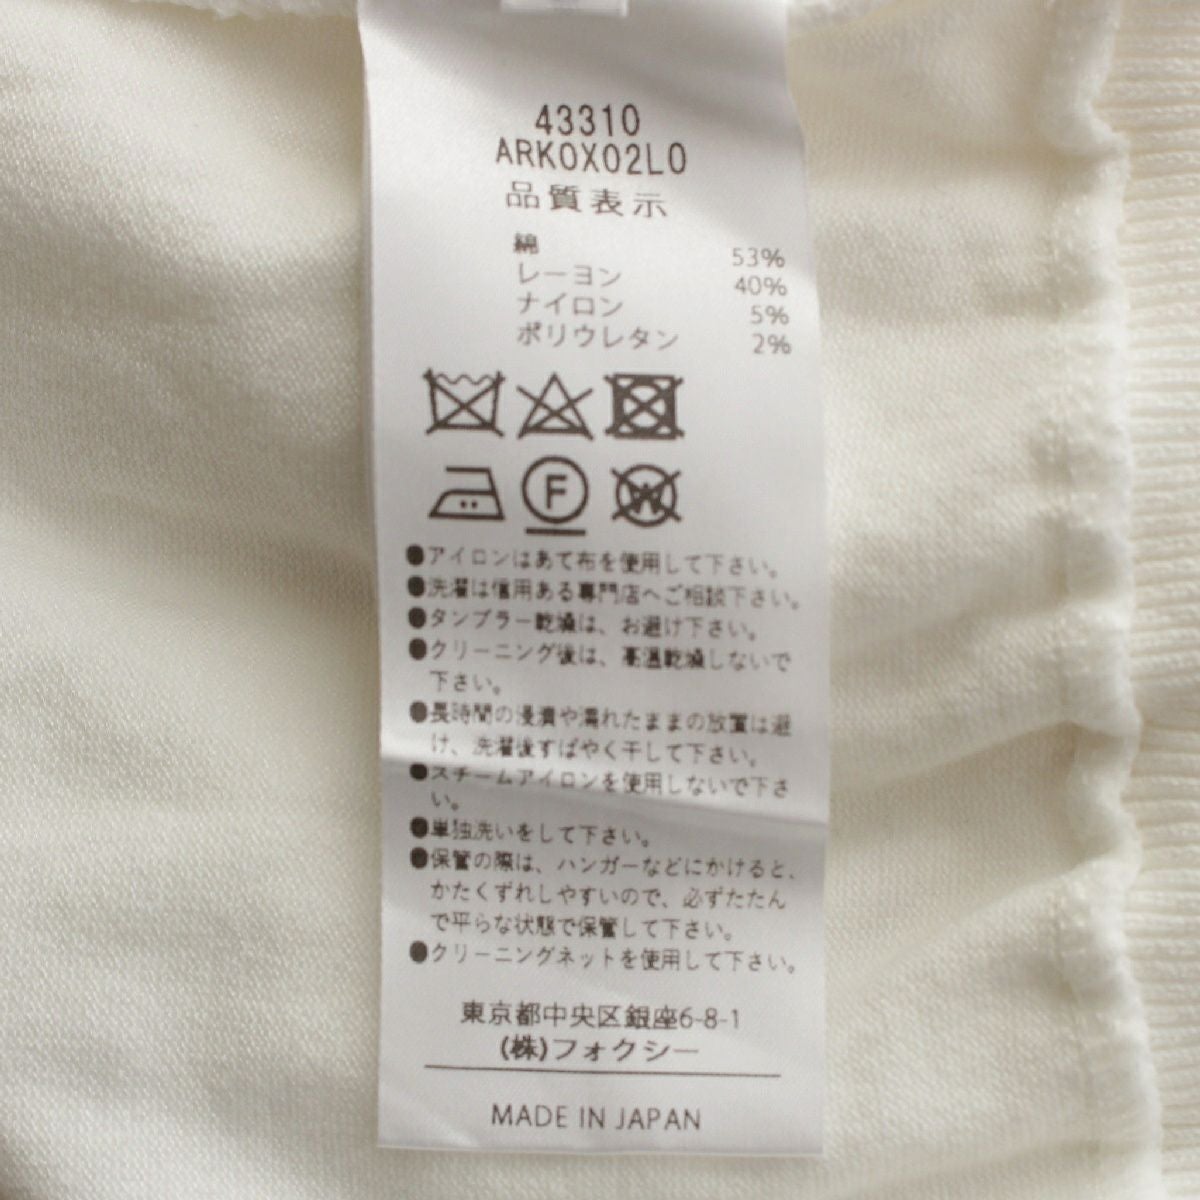 43310
ARKOX02LO
品質表示
綿 53%
レーヨン 40%
ナイロン 5%
ポリウレタン 2%
F W
●アイロンはあて布を使用して下さい。
●洗濯は信用ある専門店へご相談下さい。
●タンブラー乾燥は、お避け下さい。
●クリーニング後は、高温乾燥しないで
下さい。
●長時間の浸漬や濡れたままの放置は避
け、洗濯後すばやく干して下さい。
●スチームアイロンを使用しないで下さ
い。
●単独洗いをして下さい。
●保管の際は、ハンガーなどにかけると、
かたくずれしやすいので、必ずたたん
で平らな状態で保管して下さい。
●クリーニングネットを使用して下さい。
東京都中央区銀座6-8-1
(株)フォクシー
MADE IN JAPAN